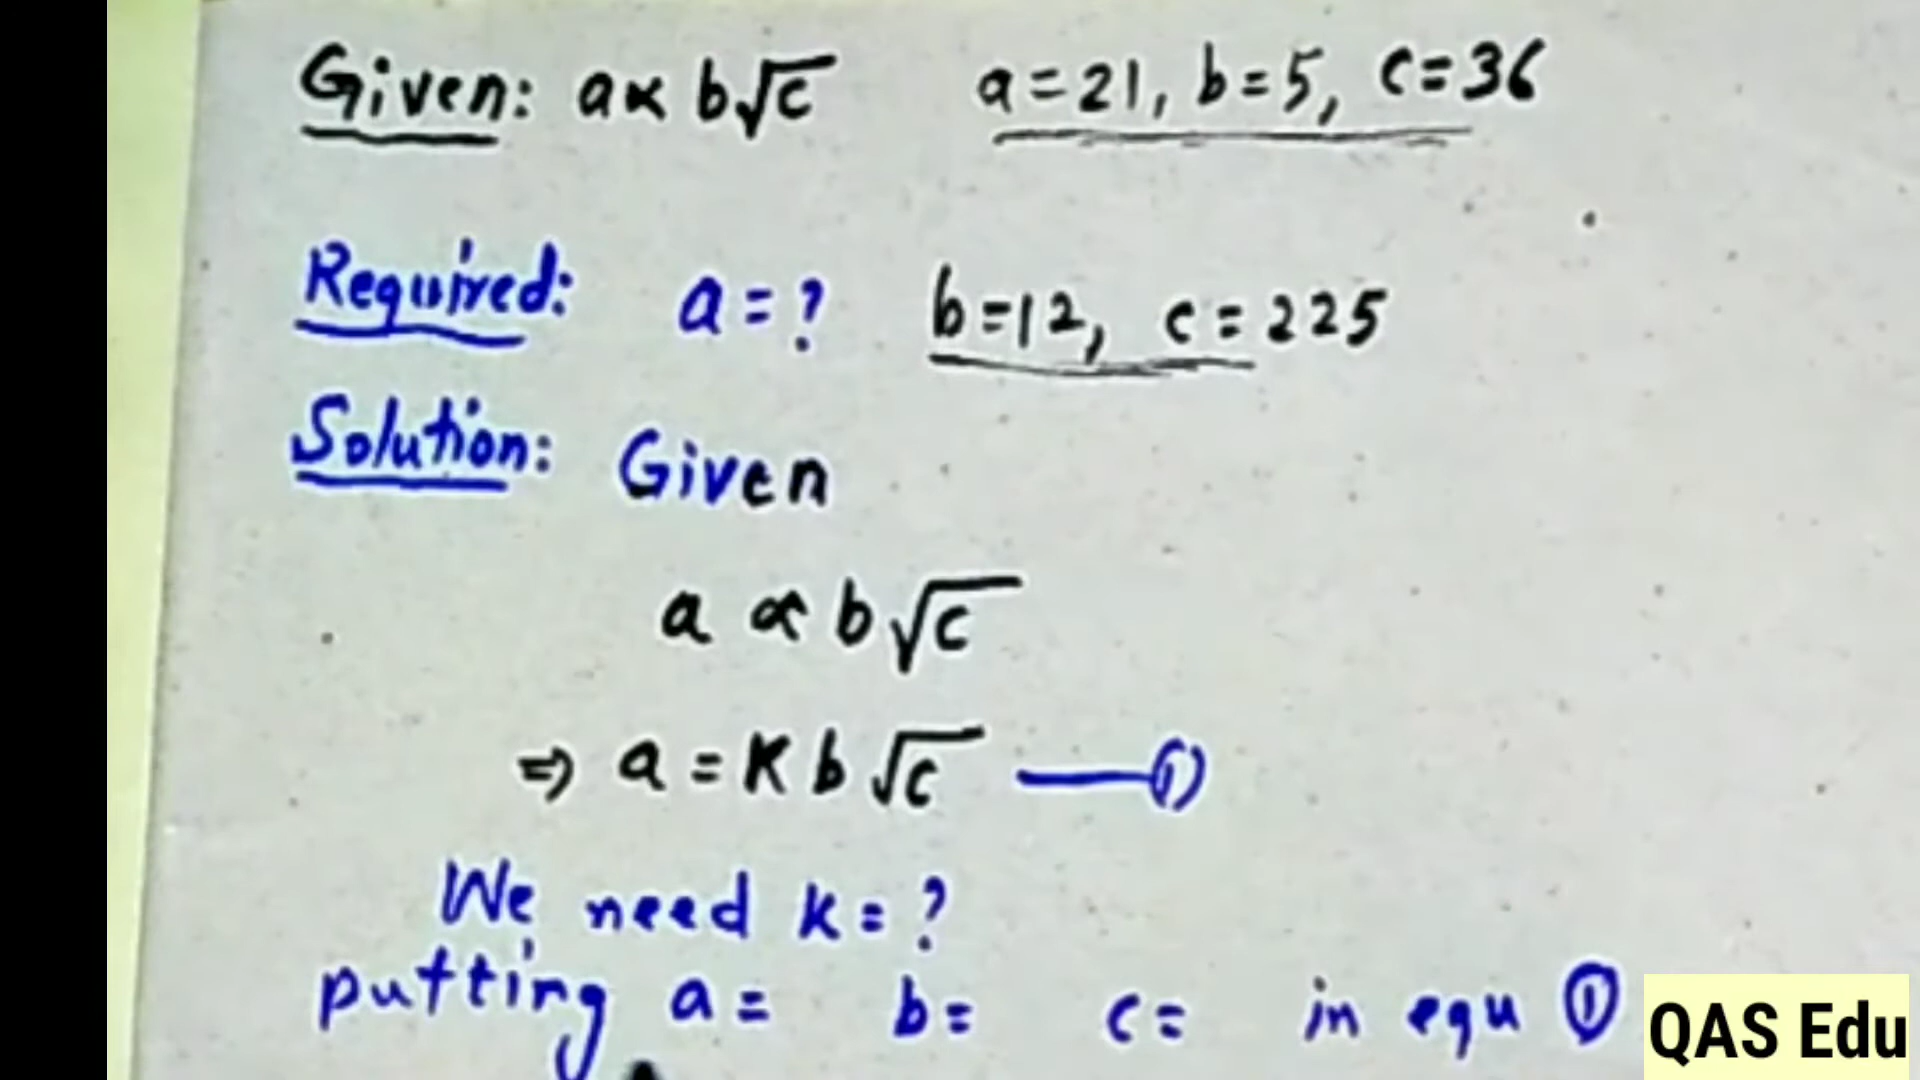 Given: a ∝ b√c a=21, b=5, c=36
Required: a=? b=12, c=225
Solution: Given
a ∝ b√c
⇒ a = K b √c —— ①
We need k=?
putting a= b= c= in equ ①
QAS Edu